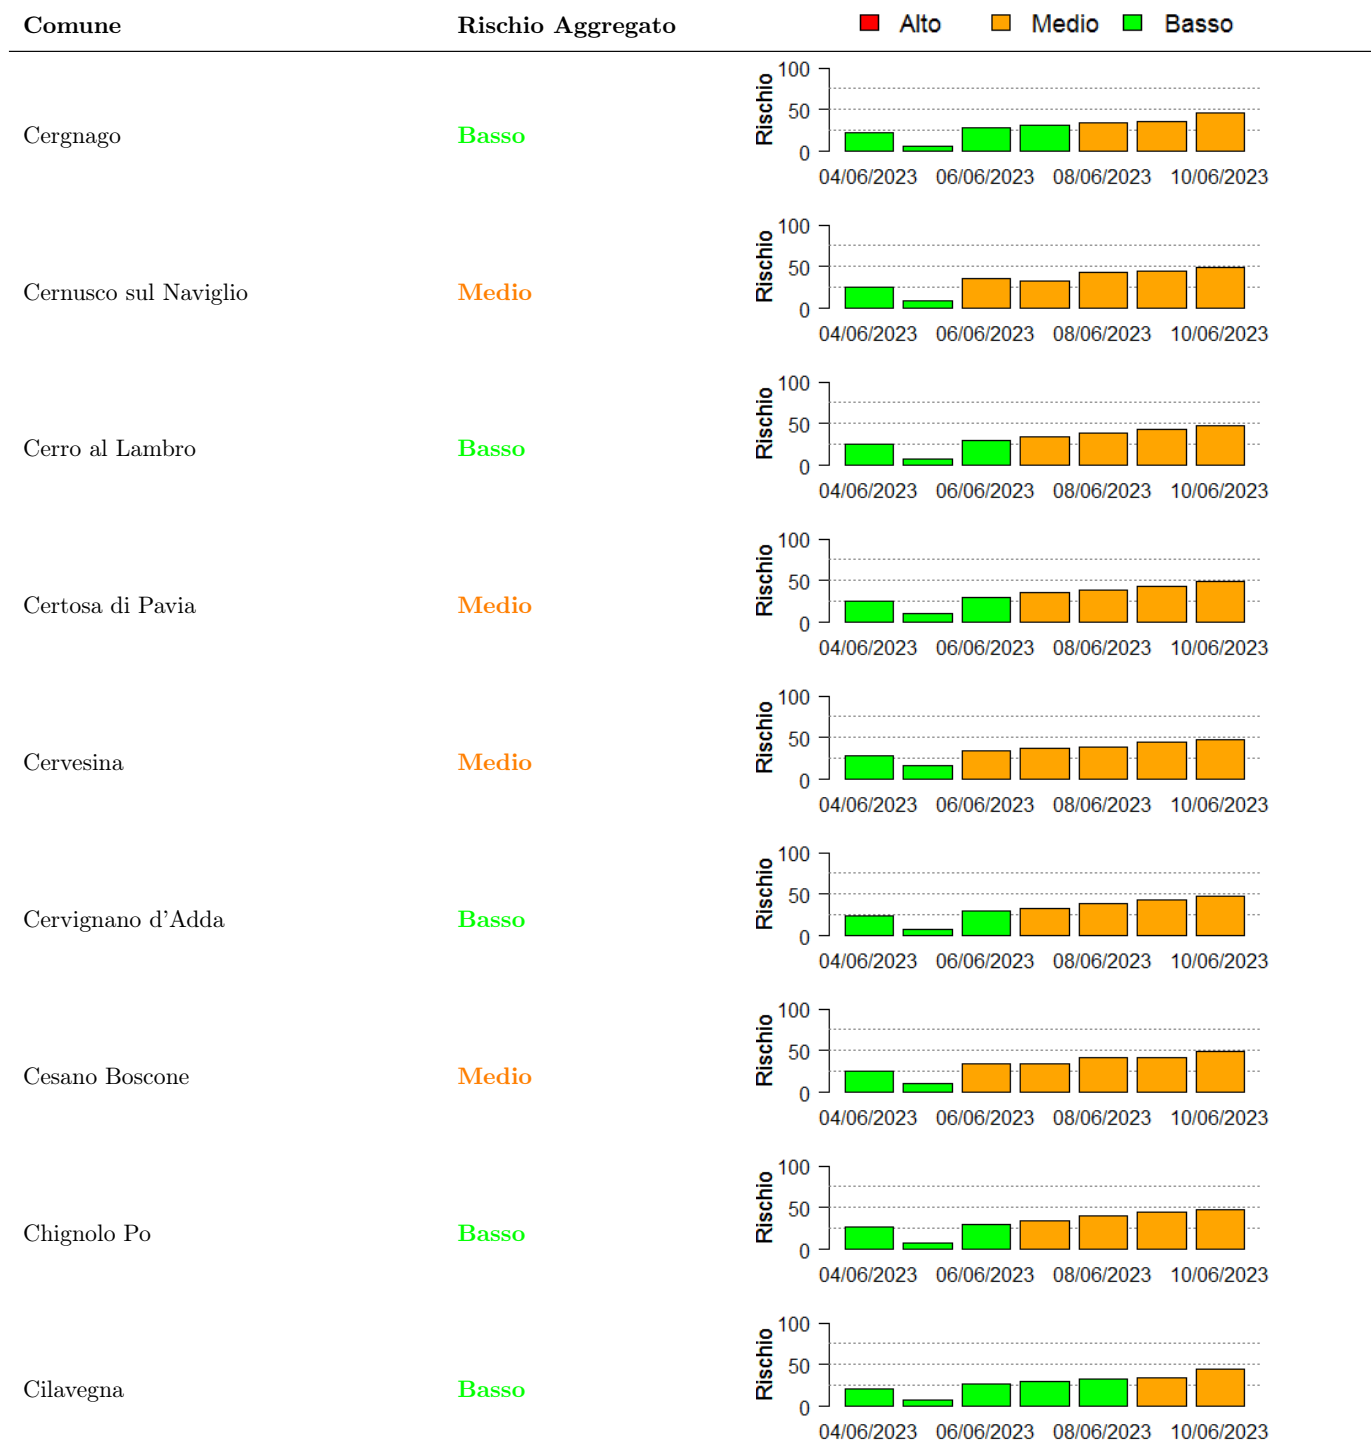 Comune Rischio Aggregato Alto Medio Basso
100
50
0
Rischio
Cergnago Basso
04/06/2023 06/06/2023 08/06/2023 10/06/2023
100
50
0
Rischio
Cernusco sul Naviglio Medio
04/06/2023 06/06/2023 08/06/2023 10/06/2023
100
50
0
Rischio
Cerro al Lambro Basso
04/06/2023 06/06/2023 08/06/2023 10/06/2023
100
50
0
Rischio
Certosa di Pavia Medio
04/06/2023 06/06/2023 08/06/2023 10/06/2023
100
50
0
Rischio
Cervesina Medio
04/06/2023 06/06/2023 08/06/2023 10/06/2023
100
50
0
Rischio
Cervignano d'Adda Basso
04/06/2023 06/06/2023 08/06/2023 10/06/2023
100
50
0
Rischio
Cesano Boscone Medio
04/06/2023 06/06/2023 08/06/2023 10/06/2023
100
50
0
Rischio
Chignolo Po Basso
04/06/2023 06/06/2023 08/06/2023 10/06/2023
100
50
0
Rischio
Cilavegna Basso
04/06/2023 06/06/2023 08/06/2023 10/06/2023